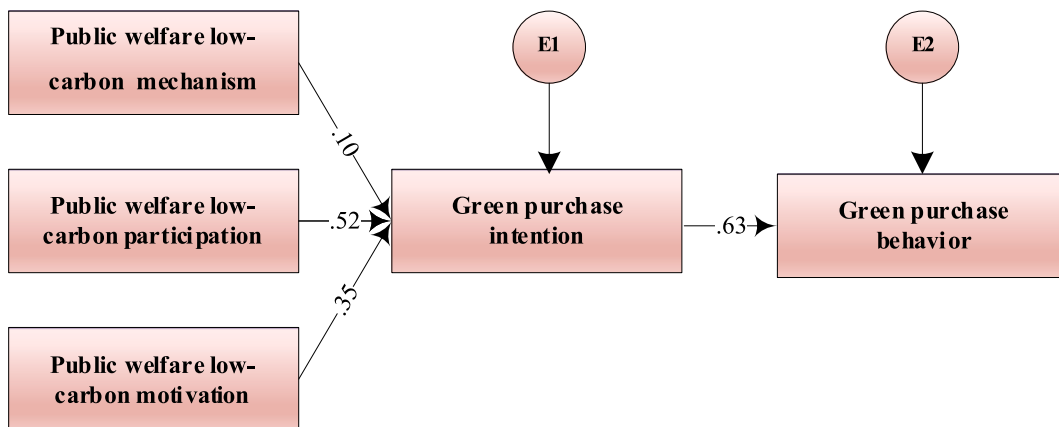 Public welfare low-
carbon mechanism
E1
E2
.10
Public welfare low-
carbon participation
.52
Green purchase
intention
.63
Green purchase
behavior
.35
Public welfare low-
carbon motivation